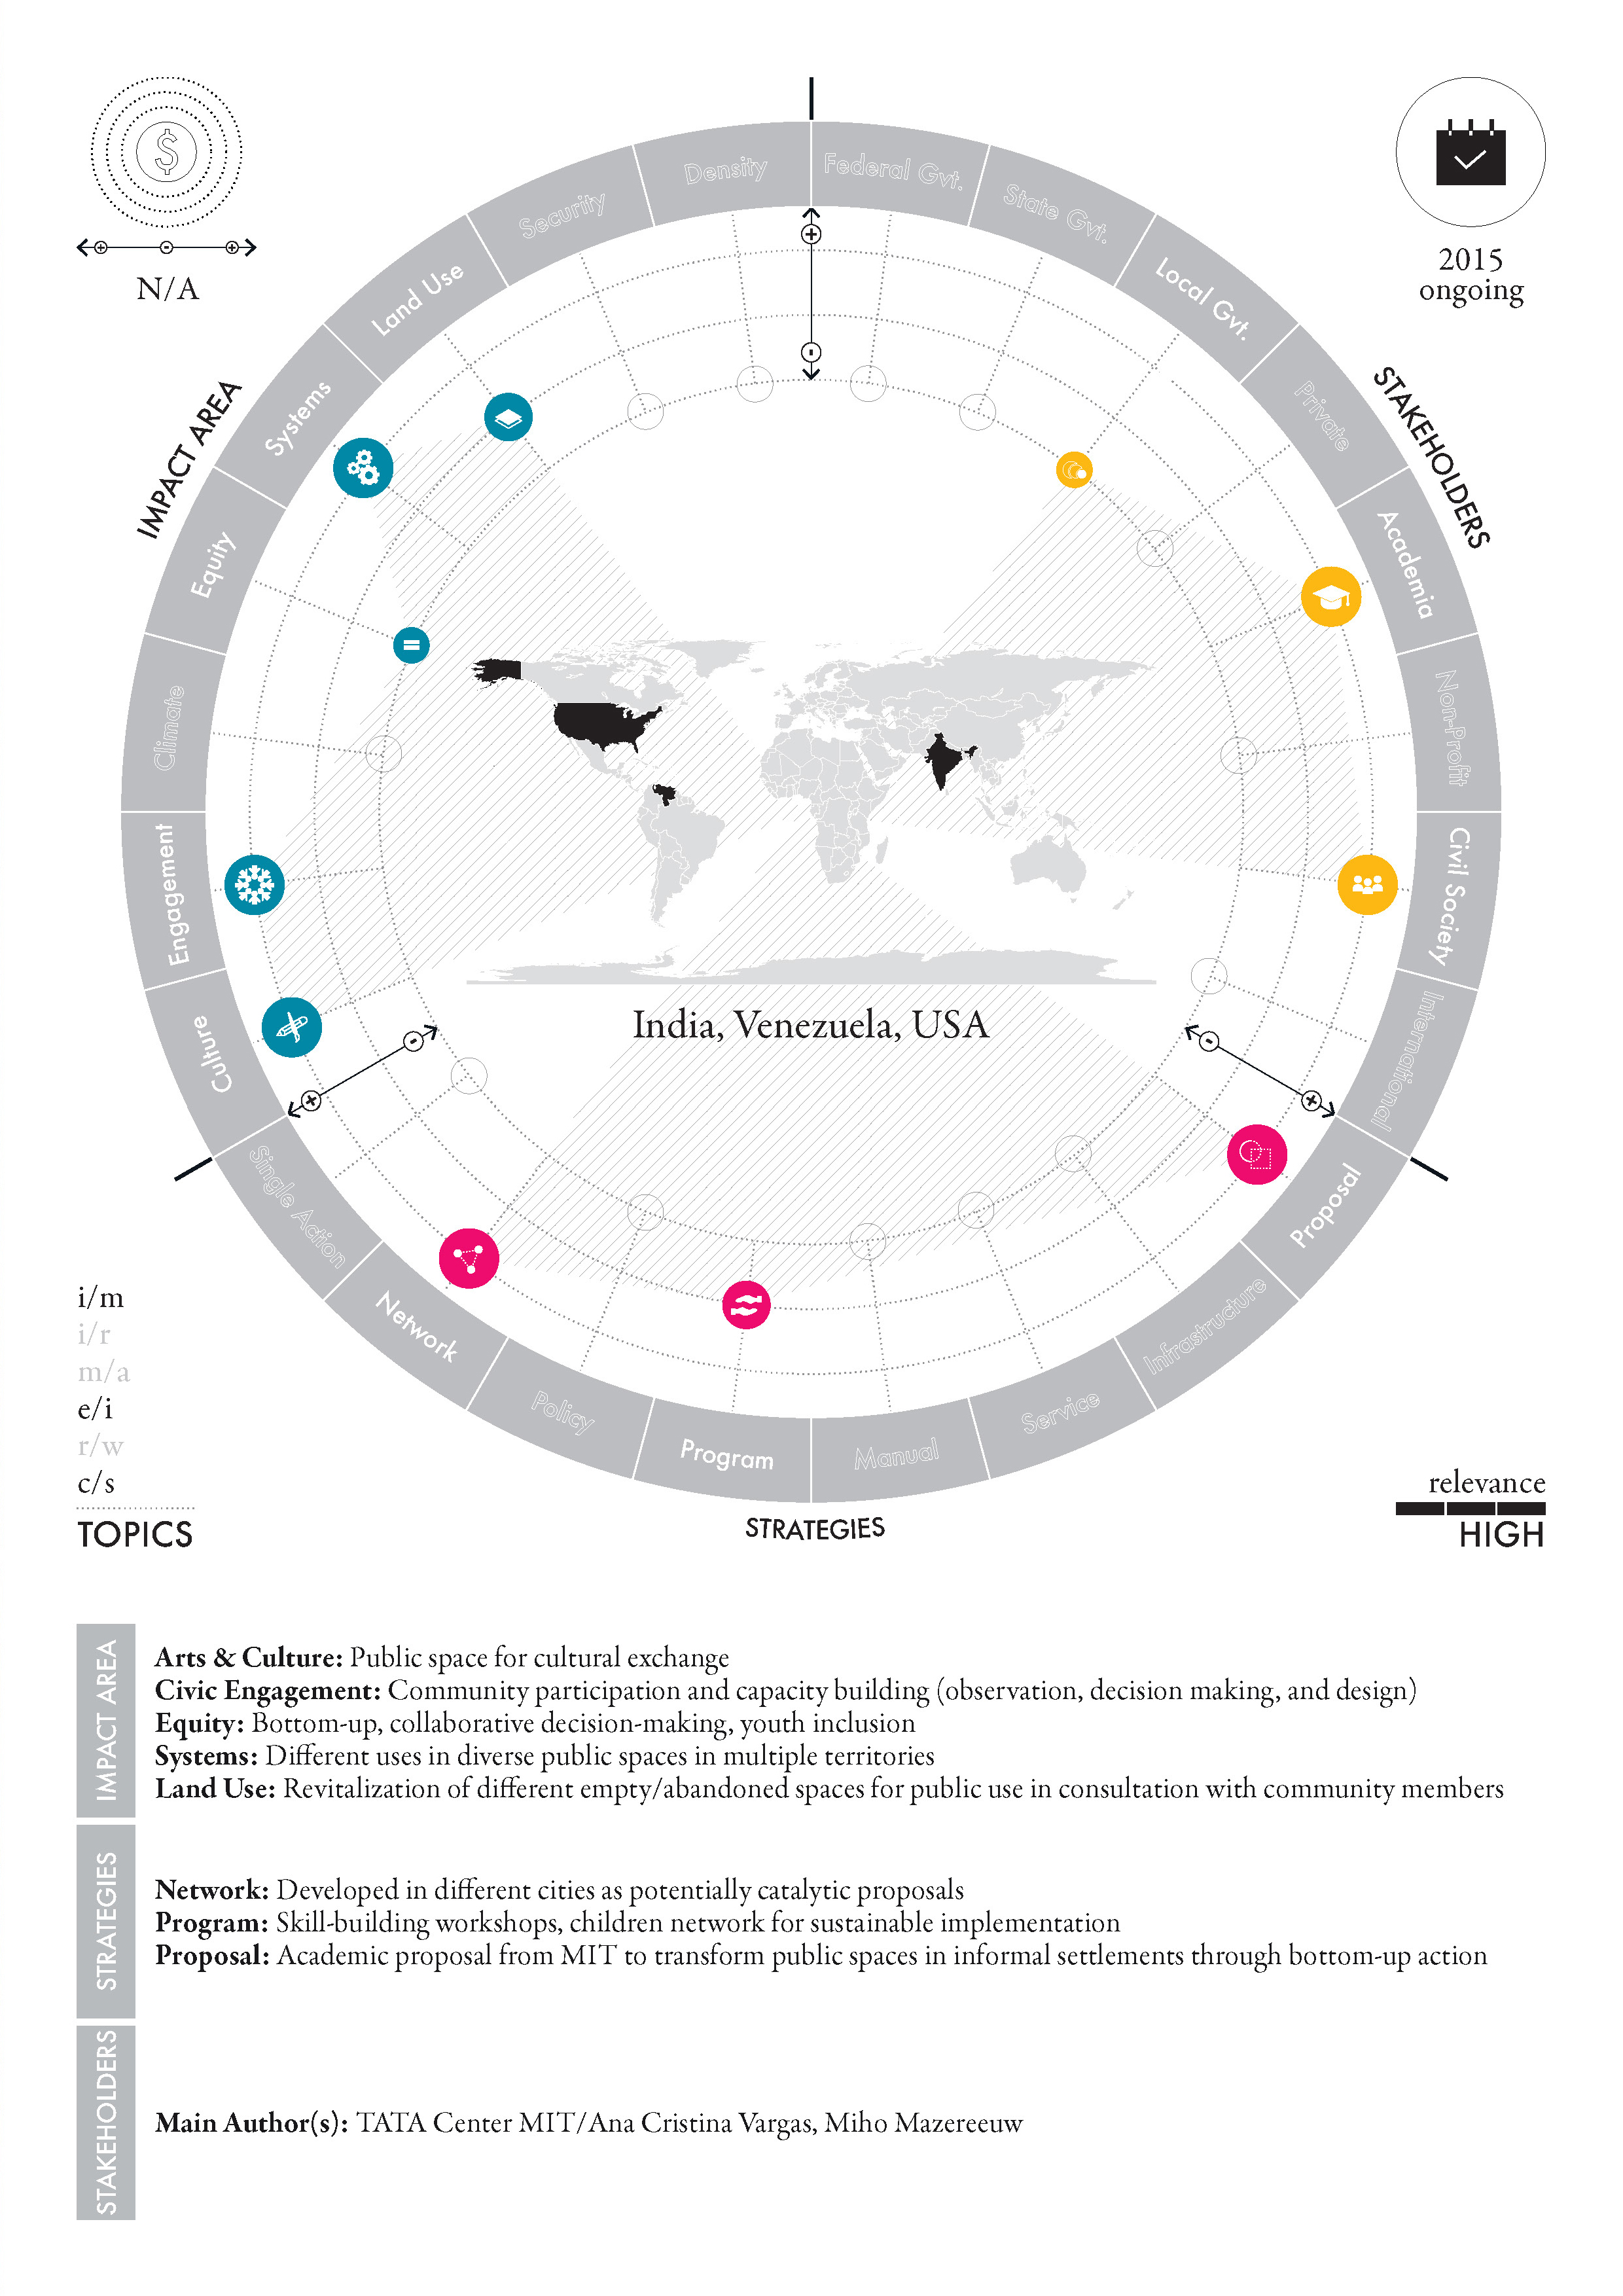 $
N/A
2015
ongoing
IMPACT AREA
STAKEHOLDERS
Density
Federal Gvt.
Security
State Gvt.
Land Use
Local Gvt.
Systems
Private
Equity
Academia
Climate
Non-Profit
Engagement
Civil Society
Culture
International
Single Action
Proposal
Network
Infrastructure
Policy
Service
Program
Manual
India, Venezuela, USA
STRATEGIES
i/m
i/r
m/a
e/i
r/w
c/s
TOPICS
relevance
HIGH
IMPACT AREA
Arts & Culture: Public space for cultural exchange
Civic Engagement: Community participation and capacity building (observation, decision making, and design)
Equity: Bottom-up, collaborative decision-making, youth inclusion
Systems: Different uses in diverse public spaces in multiple territories
Land Use: Revitalization of different empty/abandoned spaces for public use in consultation with community members
STRATEGIES
Network: Developed in different cities as potentially catalytic proposals
Program: Skill-building workshops, children network for sustainable implementation
Proposal: Academic proposal from MIT to transform public spaces in informal settlements through bottom-up action
STAKEHOLDERS
Main Author(s): TATA Center MIT/Ana Cristina Vargas, Miho Mazereeuw